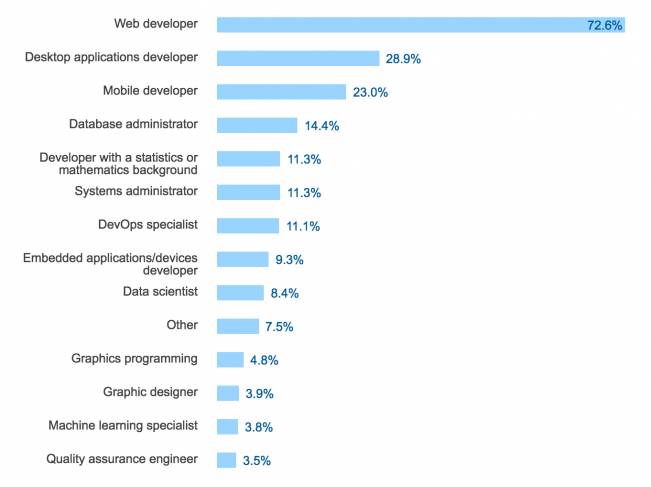 Web developer 72.6%
Desktop applications developer 28.9%
Mobile developer 23.0%
Database administrator 14.4%
Developer with a statistics or
mathematics background 11.3%
Systems administrator 11.3%
DevOps specialist 11.1%
Embedded applications/devices
developer 9.3%
Data scientist 8.4%
Other 7.5%
Graphics programming 4.8%
Graphic designer 3.9%
Machine learning specialist 3.8%
Quality assurance engineer 3.5%